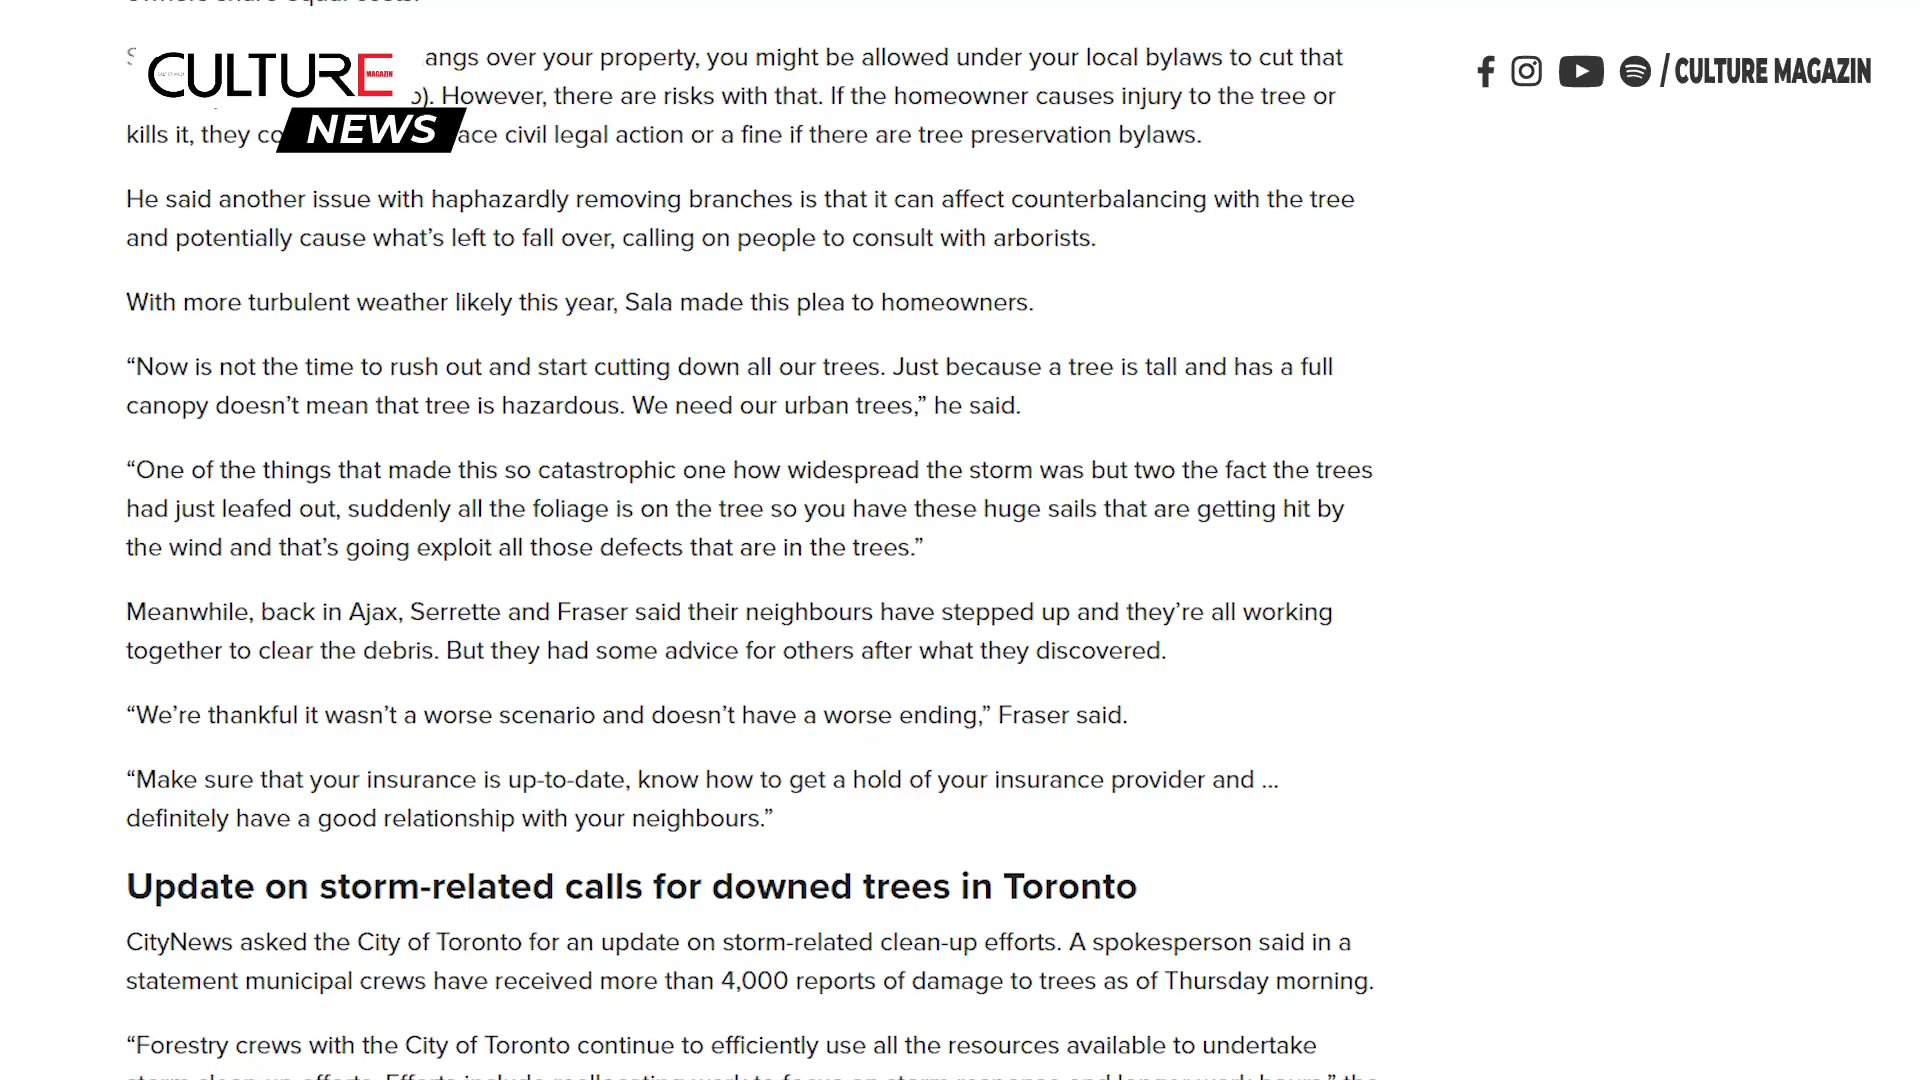 CULTURE
MAGAZIN
NEWS
/ CULTURE MAGAZIN
angs over your property, you might be allowed under your local bylaws to cut that
). However, there are risks with that. If the homeowner causes injury to the tree or
kills it, they co ace civil legal action or a fine if there are tree preservation bylaws.
He said another issue with haphazardly removing branches is that it can affect counterbalancing with the tree
and potentially cause what’s left to fall over, calling on people to consult with arborists.
With more turbulent weather likely this year, Sala made this plea to homeowners.
“Now is not the time to rush out and start cutting down all our trees. Just because a tree is tall and has a full
canopy doesn’t mean that tree is hazardous. We need our urban trees,” he said.
“One of the things that made this so catastrophic one how widespread the storm was but two the fact the trees
had just leafed out, suddenly all the foliage is on the tree so you have these huge sails that are getting hit by
the wind and that’s going exploit all those defects that are in the trees.”
Meanwhile, back in Ajax, Serrette and Fraser said their neighbours have stepped up and they’re all working
together to clear the debris. But they had some advice for others after what they discovered.
“We’re thankful it wasn’t a worse scenario and doesn’t have a worse ending,” Fraser said.
“Make sure that your insurance is up-to-date, know how to get a hold of your insurance provider and …
definitely have a good relationship with your neighbours.”
Update on storm-related calls for downed trees in Toronto
CityNews asked the City of Toronto for an update on storm-related clean-up efforts. A spokesperson said in a
statement municipal crews have received more than 4,000 reports of damage to trees as of Thursday morning.
“Forestry crews with the City of Toronto continue to efficiently use all the resources available to undertake